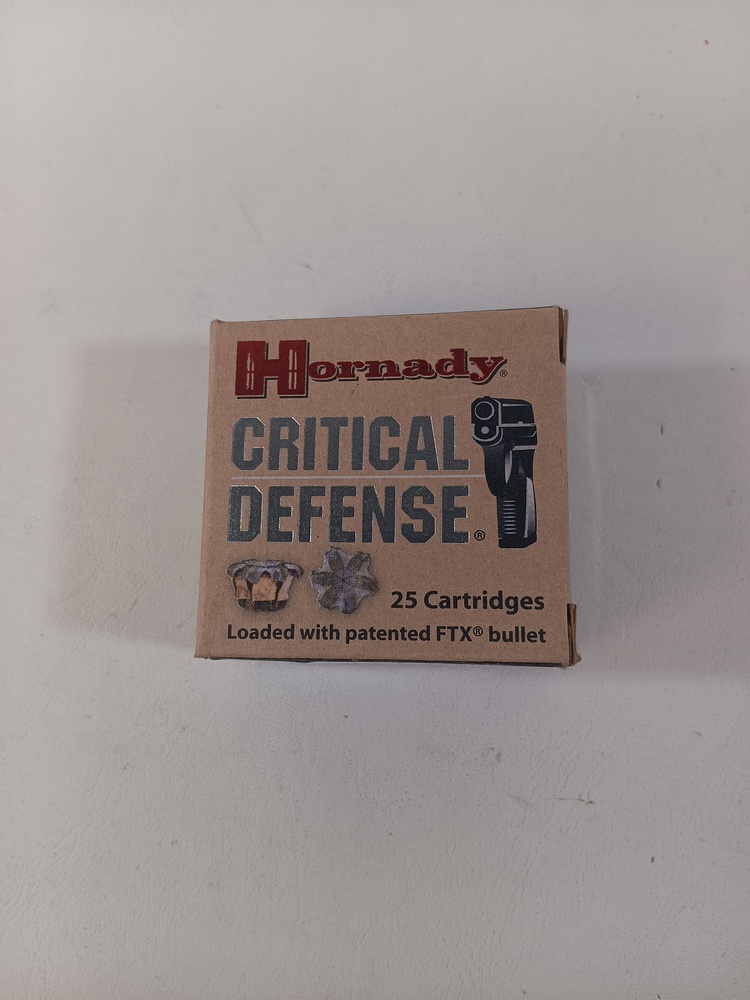 Hornady®
CRITICAL
DEFENSE®
25 Cartridges
Loaded with patented FTX® bullet